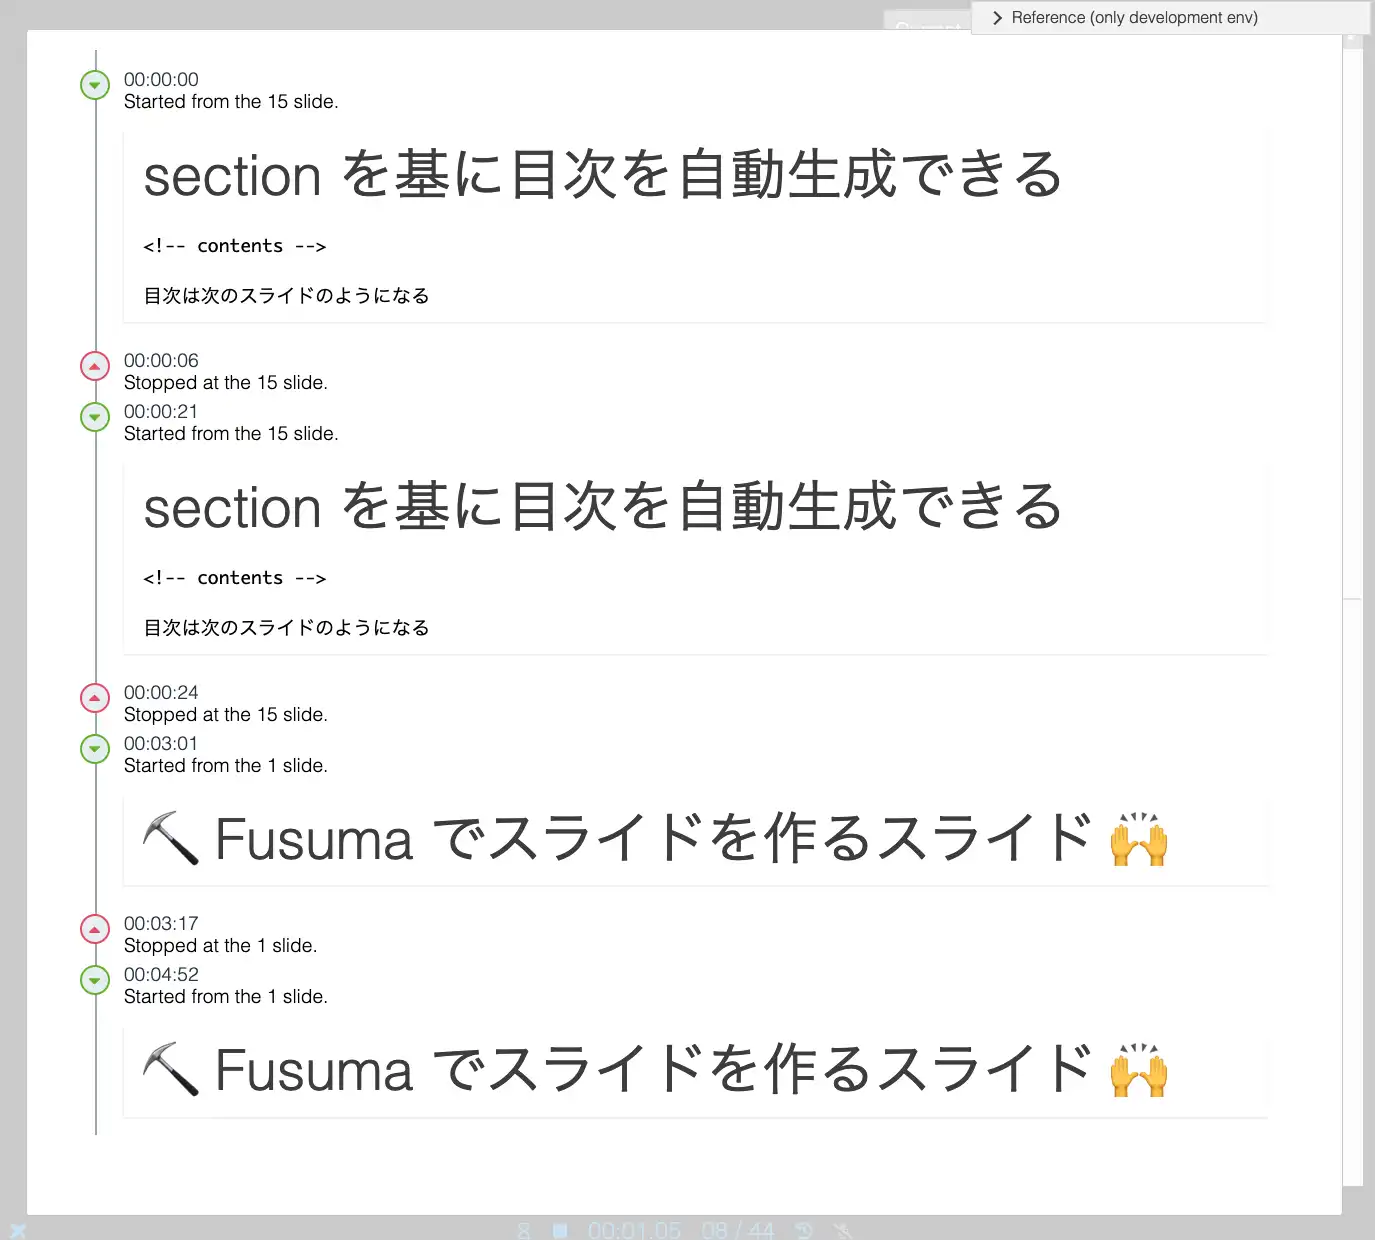 Current
Reference (only development env)
00:00:00
Started from the 15 slide.
section を基に目次を自動生成できる
<!-- contents -->
目次は次のスライドのようになる
00:00:06
Stopped at the 15 slide.
00:00:21
Started from the 15 slide.
section を基に目次を自動生成できる
<!-- contents -->
目次は次のスライドのようになる
00:00:24
Stopped at the 15 slide.
00:03:01
Started from the 1 slide.
⛏ Fusuma でスライドを作るスライド 🙌
00:03:17
Stopped at the 1 slide.
00:04:52
Started from the 1 slide.
⛏ Fusuma でスライドを作るスライド 🙌
00:01.05 08 / 44